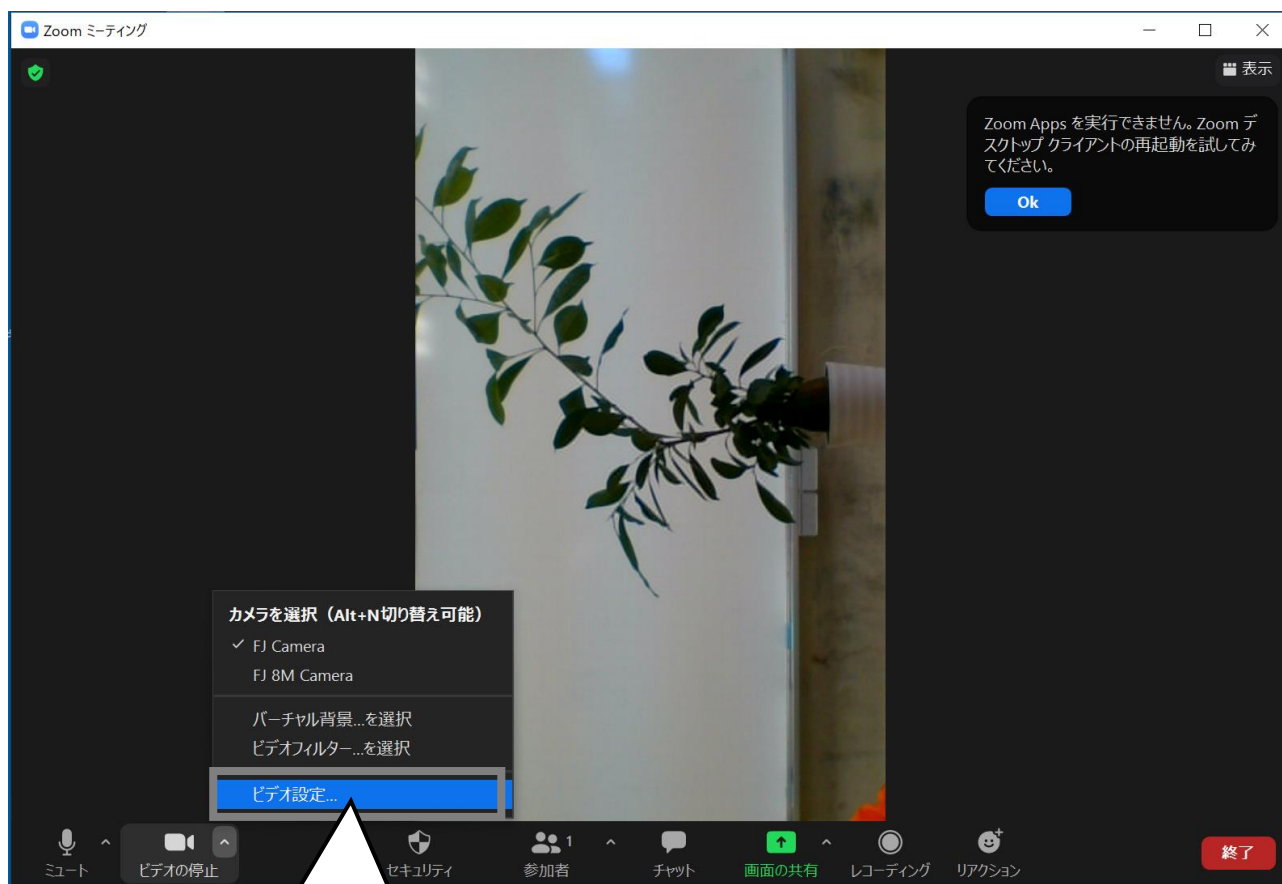 Zoom ミーティング
表示
Zoom Apps を実行できません。Zoom デ
スクトップ クライアントの再起動を試してみ
てください。
Ok
カメラを選択（Alt+N切り替え可能）
FJ Camera
FJ 8M Camera
バーチャル背景...を選択
ビデオフィルター...を選択
ビデオ設定...
ミュート
ビデオの停止
セキュリティ
1
参加者
チャット
画面の共有
レコーディング
リアクション
終了